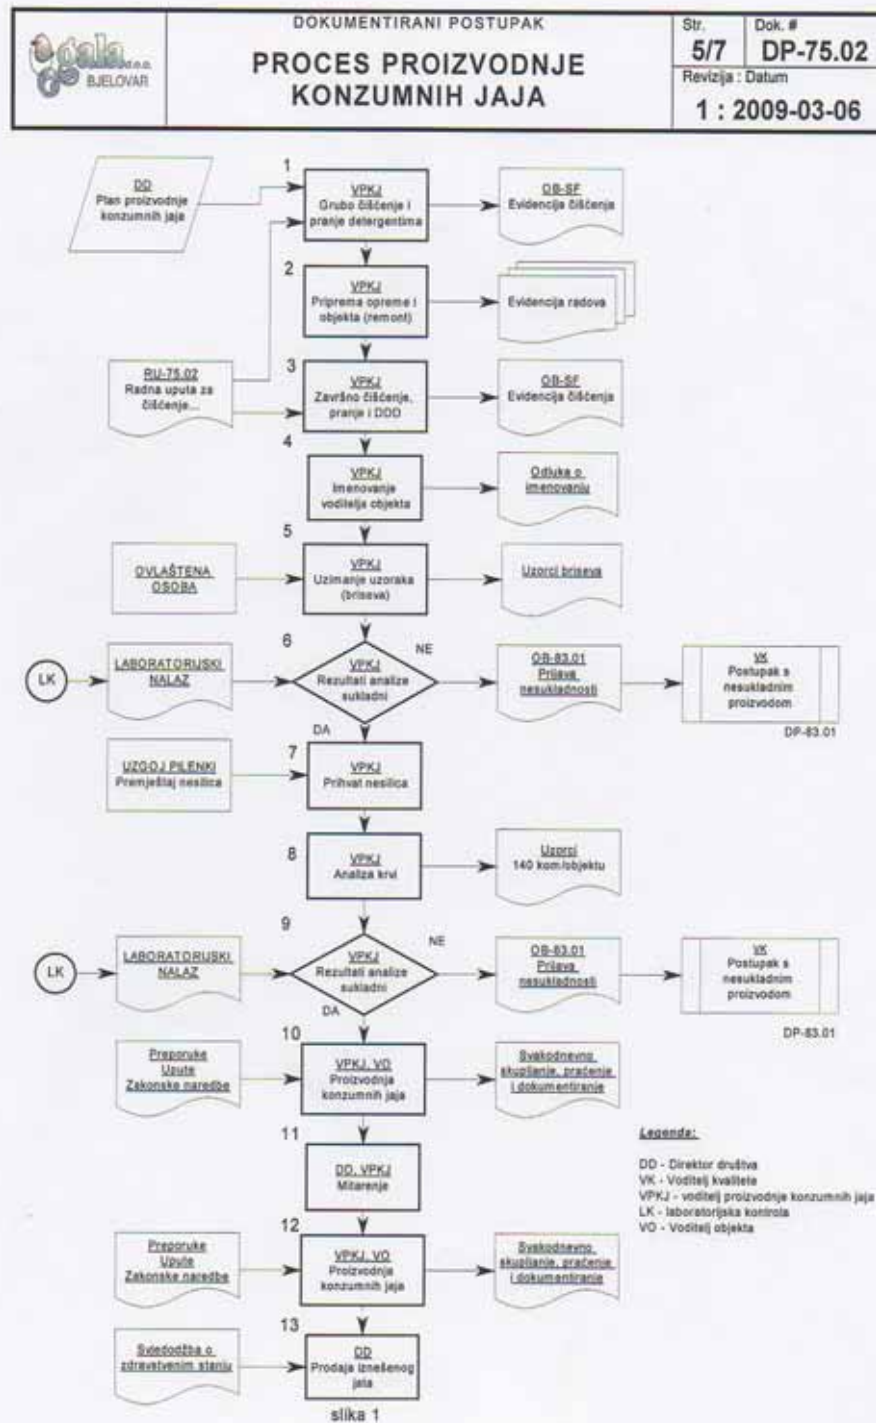 gala d.o.o.
BJELOVAR
DOKUMENTIRANI POSTUPAK
PROCES PROIZVODNJE
KONZUMNIH JAJA
Str.
5/7
Dok. #
DP-75.02
Revizija : Datum
1 : 2009-03-06
DD
Plan proizvodnje
konzumnih jaja
1
VPKJ
Grubo čišćenje i
pranje detergentima
OB-SF
Evidencija čišćenja
2
VPKJ
Priprema opreme i
objekta (remont)
Evidencija radova
RU-75.02
Radna uputa za
čišćenje...
3
VPKJ
Završno čišćenje,
pranje i DDD
OB-SF
Evidencija čišćenja
4
VPKJ
Imenovanje
voditelja objekta
Odluka o
imenovanju
5
OVLAŠTENA
OSOBA
VPKJ
Uzimanje uzoraka
(briseva)
Uzorci briseva
6
LK
LABORATORIJSKI
NALAZ
VPKJ
Rezultati analize
sukladni
NE
OB-83.01
Prijava
nesukladnosti
VK
Postupak s
nesukladnim
proizvodom
DP-83.01
DA
7
UZGOJ PILENKI
Premještaj nesilica
VPKJ
Prihvat nesilica
8
VPKJ
Analiza krvi
Uzorci
140 kom/objektu
9
LK
LABORATORIJSKI
NALAZ
VPKJ
Rezultati analize
sukladni
NE
OB-83.01
Prijava
nesukladnosti
VK
Postupak s
nesukladnim
proizvodom
DP-83.01
DA
10
Preporuke
Upute
Zakonske naredbe
VPKJ, VO
Proizvodnja
konzumnih jaja
Svakodnevno
skupljanje, praćenje
i dokumentiranje
11
DD, VPKJ
Mitarenje
12
Preporuke
Upute
Zakonske naredbe
VPKJ, VO
Proizvodnja
konzumnih jaja
Svakodnevno
skupljanje, praćenje
i dokumentiranje
13
Svjedodžba o
zdravstvenim stanju
DD
Prodaja iznešenog
jata
Legenda:
DD - Direktor društva
VK - Voditelj kvalitete
VPKJ - voditelj proizvodnje konzumnih jaja
LK - laboratorijska kontrola
VO - Voditelj objekta
slika 1